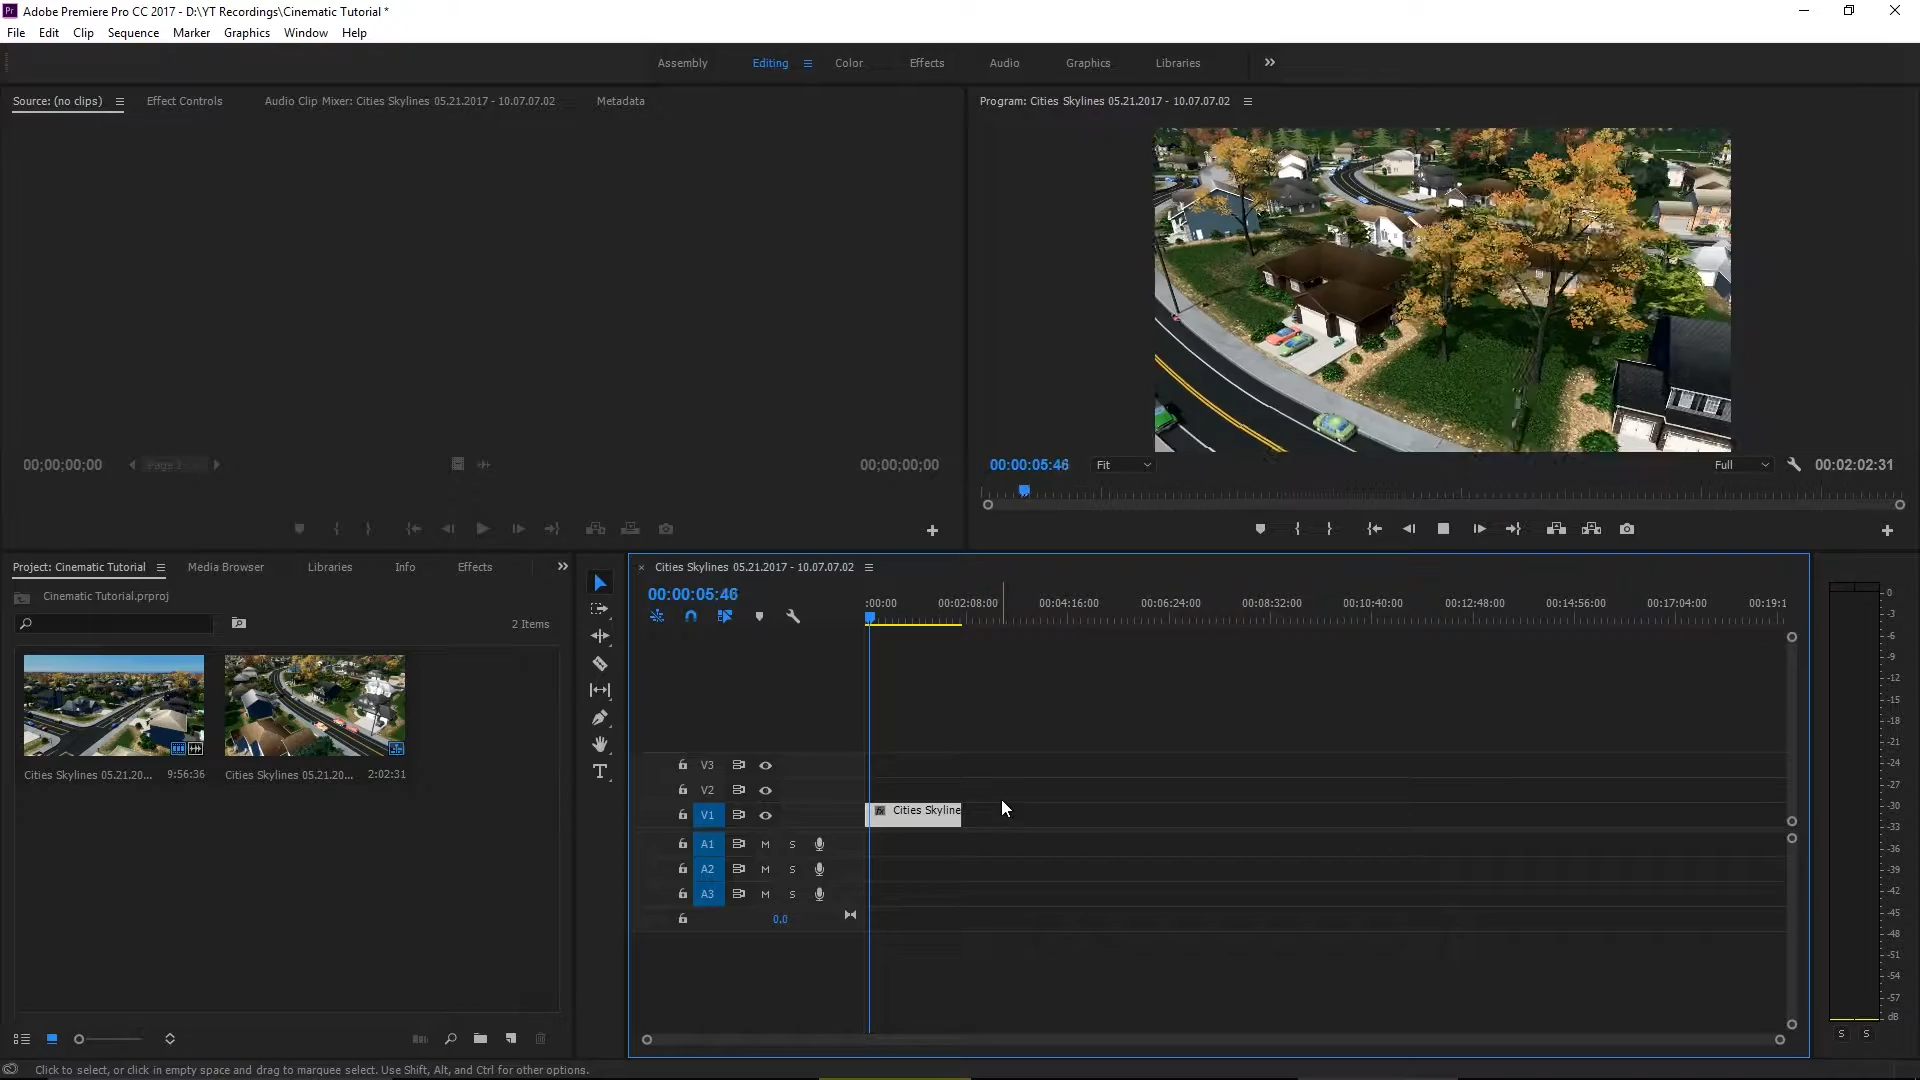 Adobe Premiere Pro CC 2017 - D:\YT Recordings\Cinematic Tutorial *
File Edit Clip Sequence Marker Graphics Window Help
Assembly Editing Color Effects Audio Graphics Libraries
Source: (no clips) Effect Controls Audio Clip Mixer: Cities Skylines 05.21.2017 - 10.07.07.02 Metadata
Program: Cities Skylines 05.21.2017 - 10.07.07.02
00;00;00;00 Page 1 00;00;00;00
00:00:05:46 Fit Full 00:02:02:31
Project: Cinematic Tutorial Media Browser Libraries Info Effects
Cinematic Tutorial.prproj
2 Items
Cities Skylines 05.21.20... 9:56:36
Cities Skylines 05.21.20... 2:02:31
Cities Skylines 05.21.2017 - 10.07.07.02
00:00:05:46
:00:00 00:02:08:00 00:04:16:00 00:06:24:00 00:08:32:00 00:10:40:00 00:12:48:00 00:14:56:00 00:17:04:00 00:19:1
V3
V2
V1 Cities Skyline
A1 M S
A2 M S
A3 M S
0.0
0
-3
-6
-9
-12
-15
-18
-21
-24
-27
-30
-33
-36
-39
-42
-45
-48
-51
-54
-57
dB
S S
Click to select, or click in empty space and drag to marquee select. Use Shift, Alt, and Ctrl for other options.